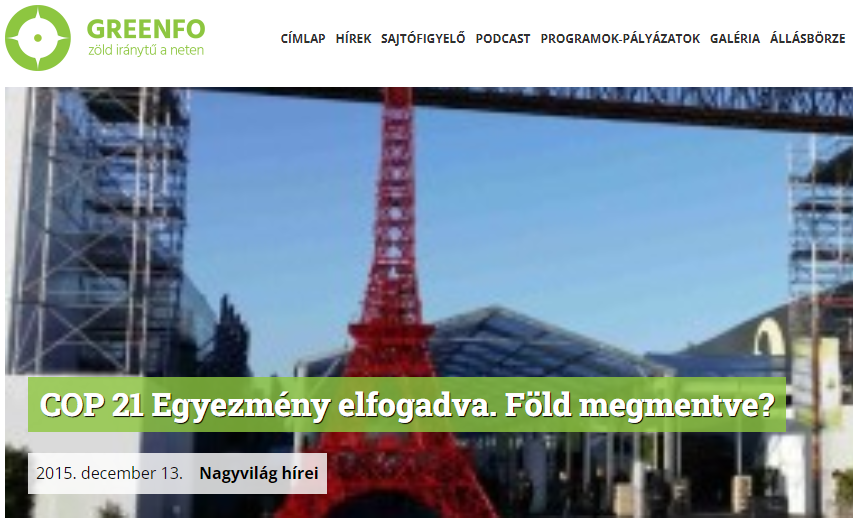 GREENFO
zöld iránytű a neten
CÍMLAP HÍREK SAJTÓFIGYELŐ PODCAST PROGRAMOK-PÁLYÁZATOK GALÉRIA ÁLLÁSBÖRZE
COP 21 Egyezmény elfogadva. Föld megmentve?
2015. december 13. Nagyvilág hírei